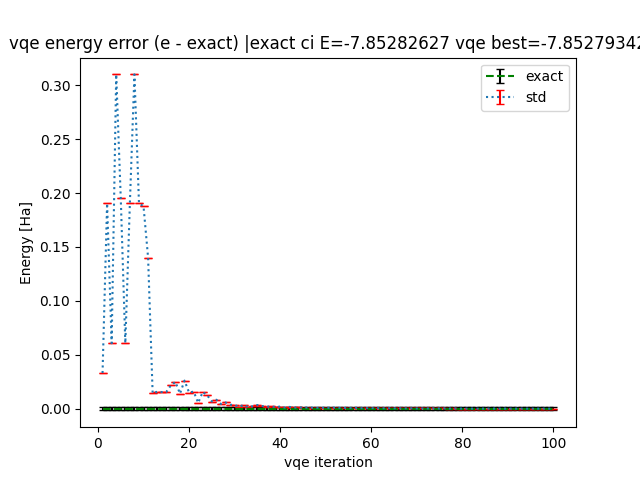 vqe energy error (e - exact) |exact ci E=-7.85282627 vqe best=-7.85279342
exact
std
0.30
0.25
0.20
0.15
0.10
0.05
0.00
Energy [Ha]
0
20
40
60
80
100
vqe iteration